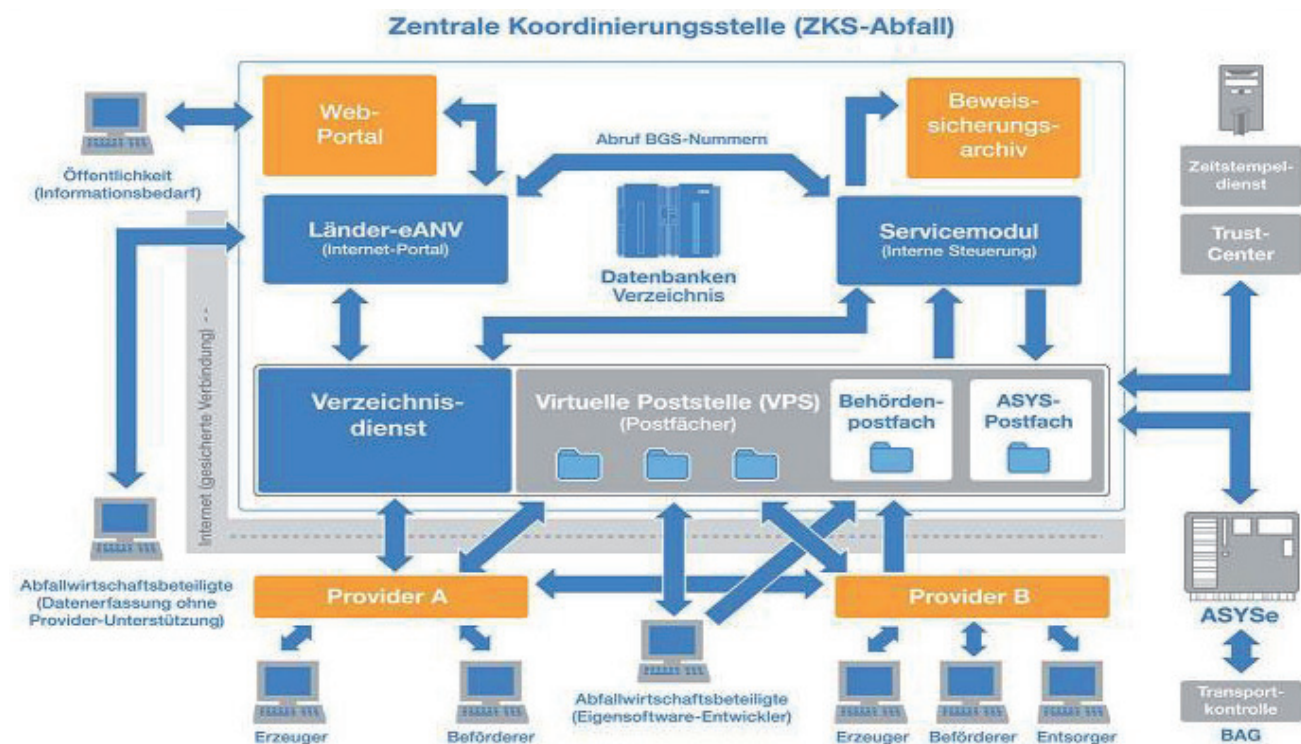 Zentrale Koordinierungsstelle (ZKS-Abfall)
Öffentlichkeit
(Informationsbedarf)
Web-
Portal
Abruf BGS-Nummern
Beweis-
sicherungs-
archiv
Zeitstempel-
dienst
Trust-
Center
Länder-eANV
(Internet-Portal)
Datenbanken
Verzeichnis
Servicemodul
(Interne Steuerung)
Internet (gesicherte Verbindung) - -
Verzeichnis-
dienst
Virtuelle Poststelle (VPS)
(Postfächer)
Behörden-
postfach
ASYS-
Postfach
Abfallwirtschaftsbeteiligte
(Datenerfassung ohne
Provider-Unterstützung)
Provider A
Provider B
ASYSe
Erzeuger
Beförderer
Abfallwirtschaftsbeteiligte
(Eigensoftware-Entwickler)
Erzeuger
Beförderer
Entsorger
Transport-
kontrolle
BAG